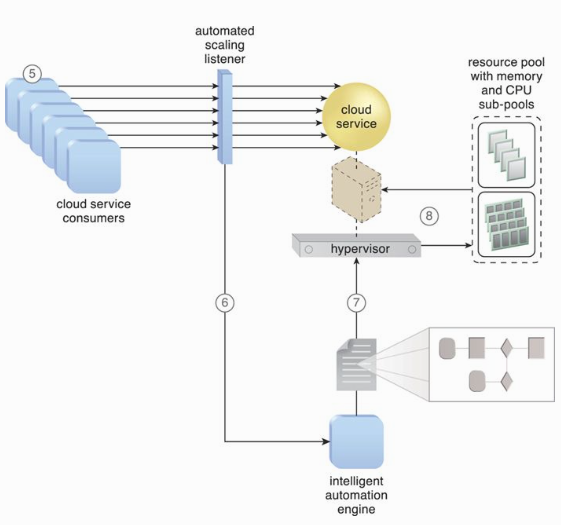 automated
scaling
listener
5
cloud
service
resource pool
with memory
and CPU
sub-pools
cloud service
consumers
8
hypervisor
6
7
intelligent
automation
engine